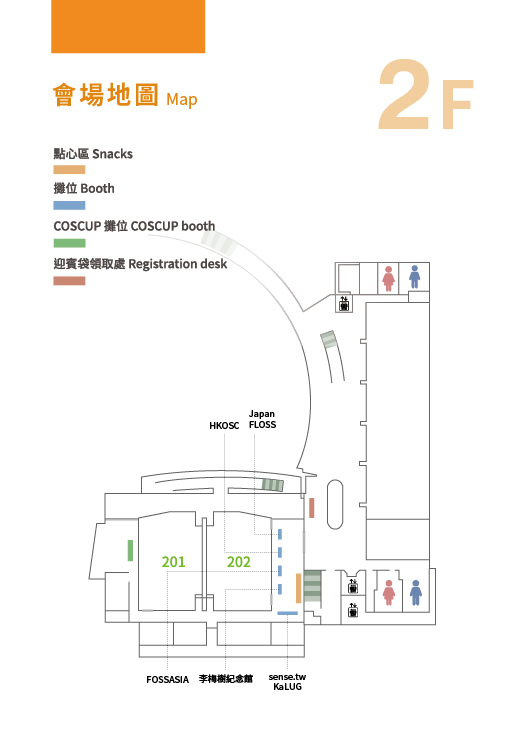 會場地圖 Map
2F
點心區 Snacks
攤位 Booth
COSCUP 攤位 COSCUP booth
迎賓袋領取處 Registration desk
Japan
HKOSC FLOSS
201
202
FOSSASIA
李梅樹紀念館
sense.tw
KaLUG